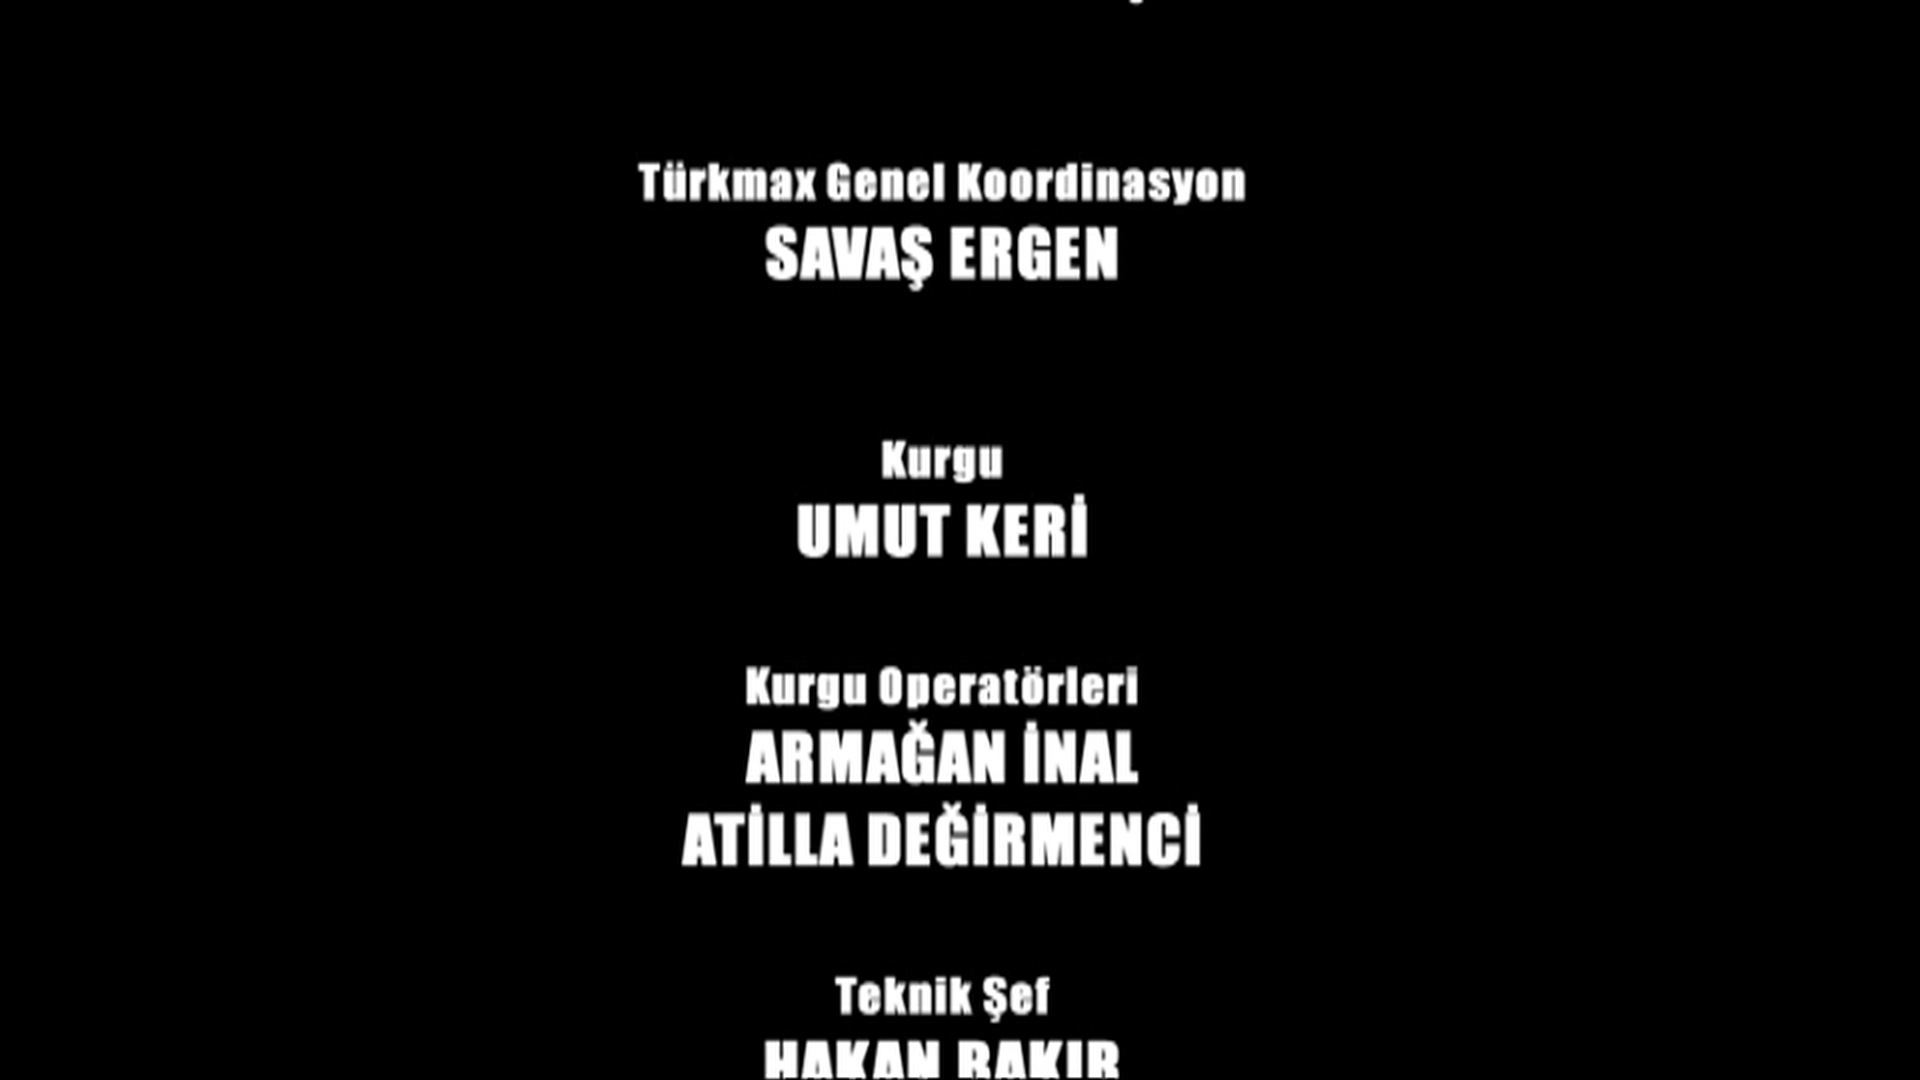 Türkmax Genel Koordinasyon
SAVAŞ ERGEN
Kurgu
UMUT KERİ
Kurgu Operatörleri
ARMAĞAN İNAL
ATİLLA DEĞİRMENCİ
Teknik Şef
HAKAN